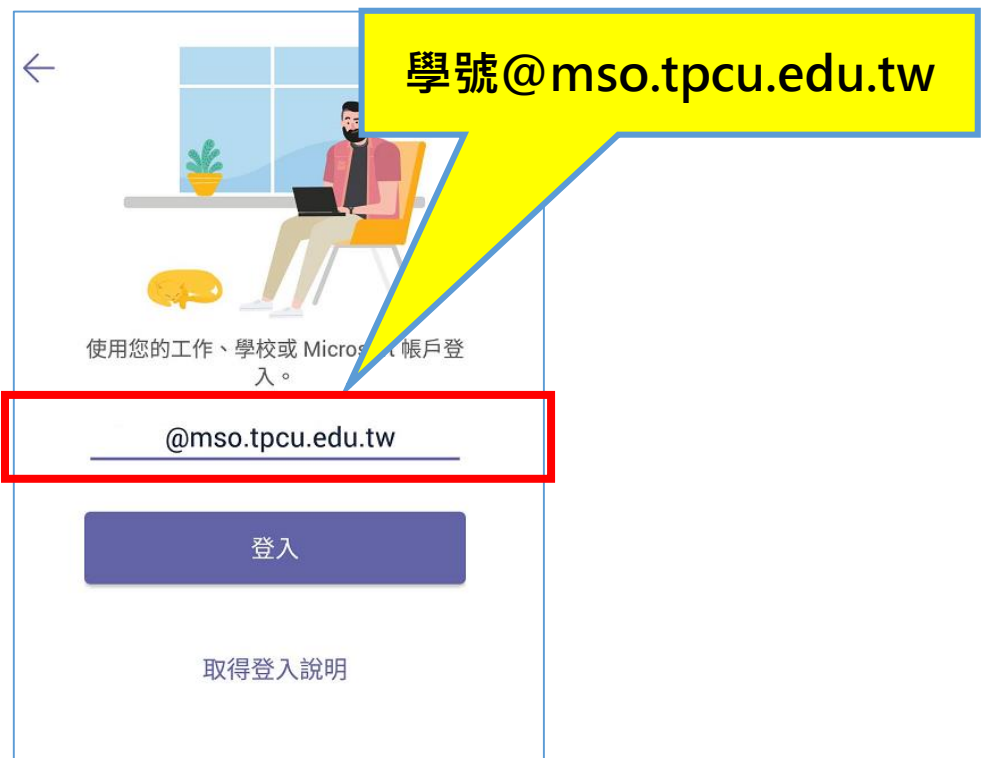 學號@mso.tpcu.edu.tw
使用您的工作、學校或 Microsoft 帳戶登
入。
@mso.tpcu.edu.tw
登入
取得登入說明